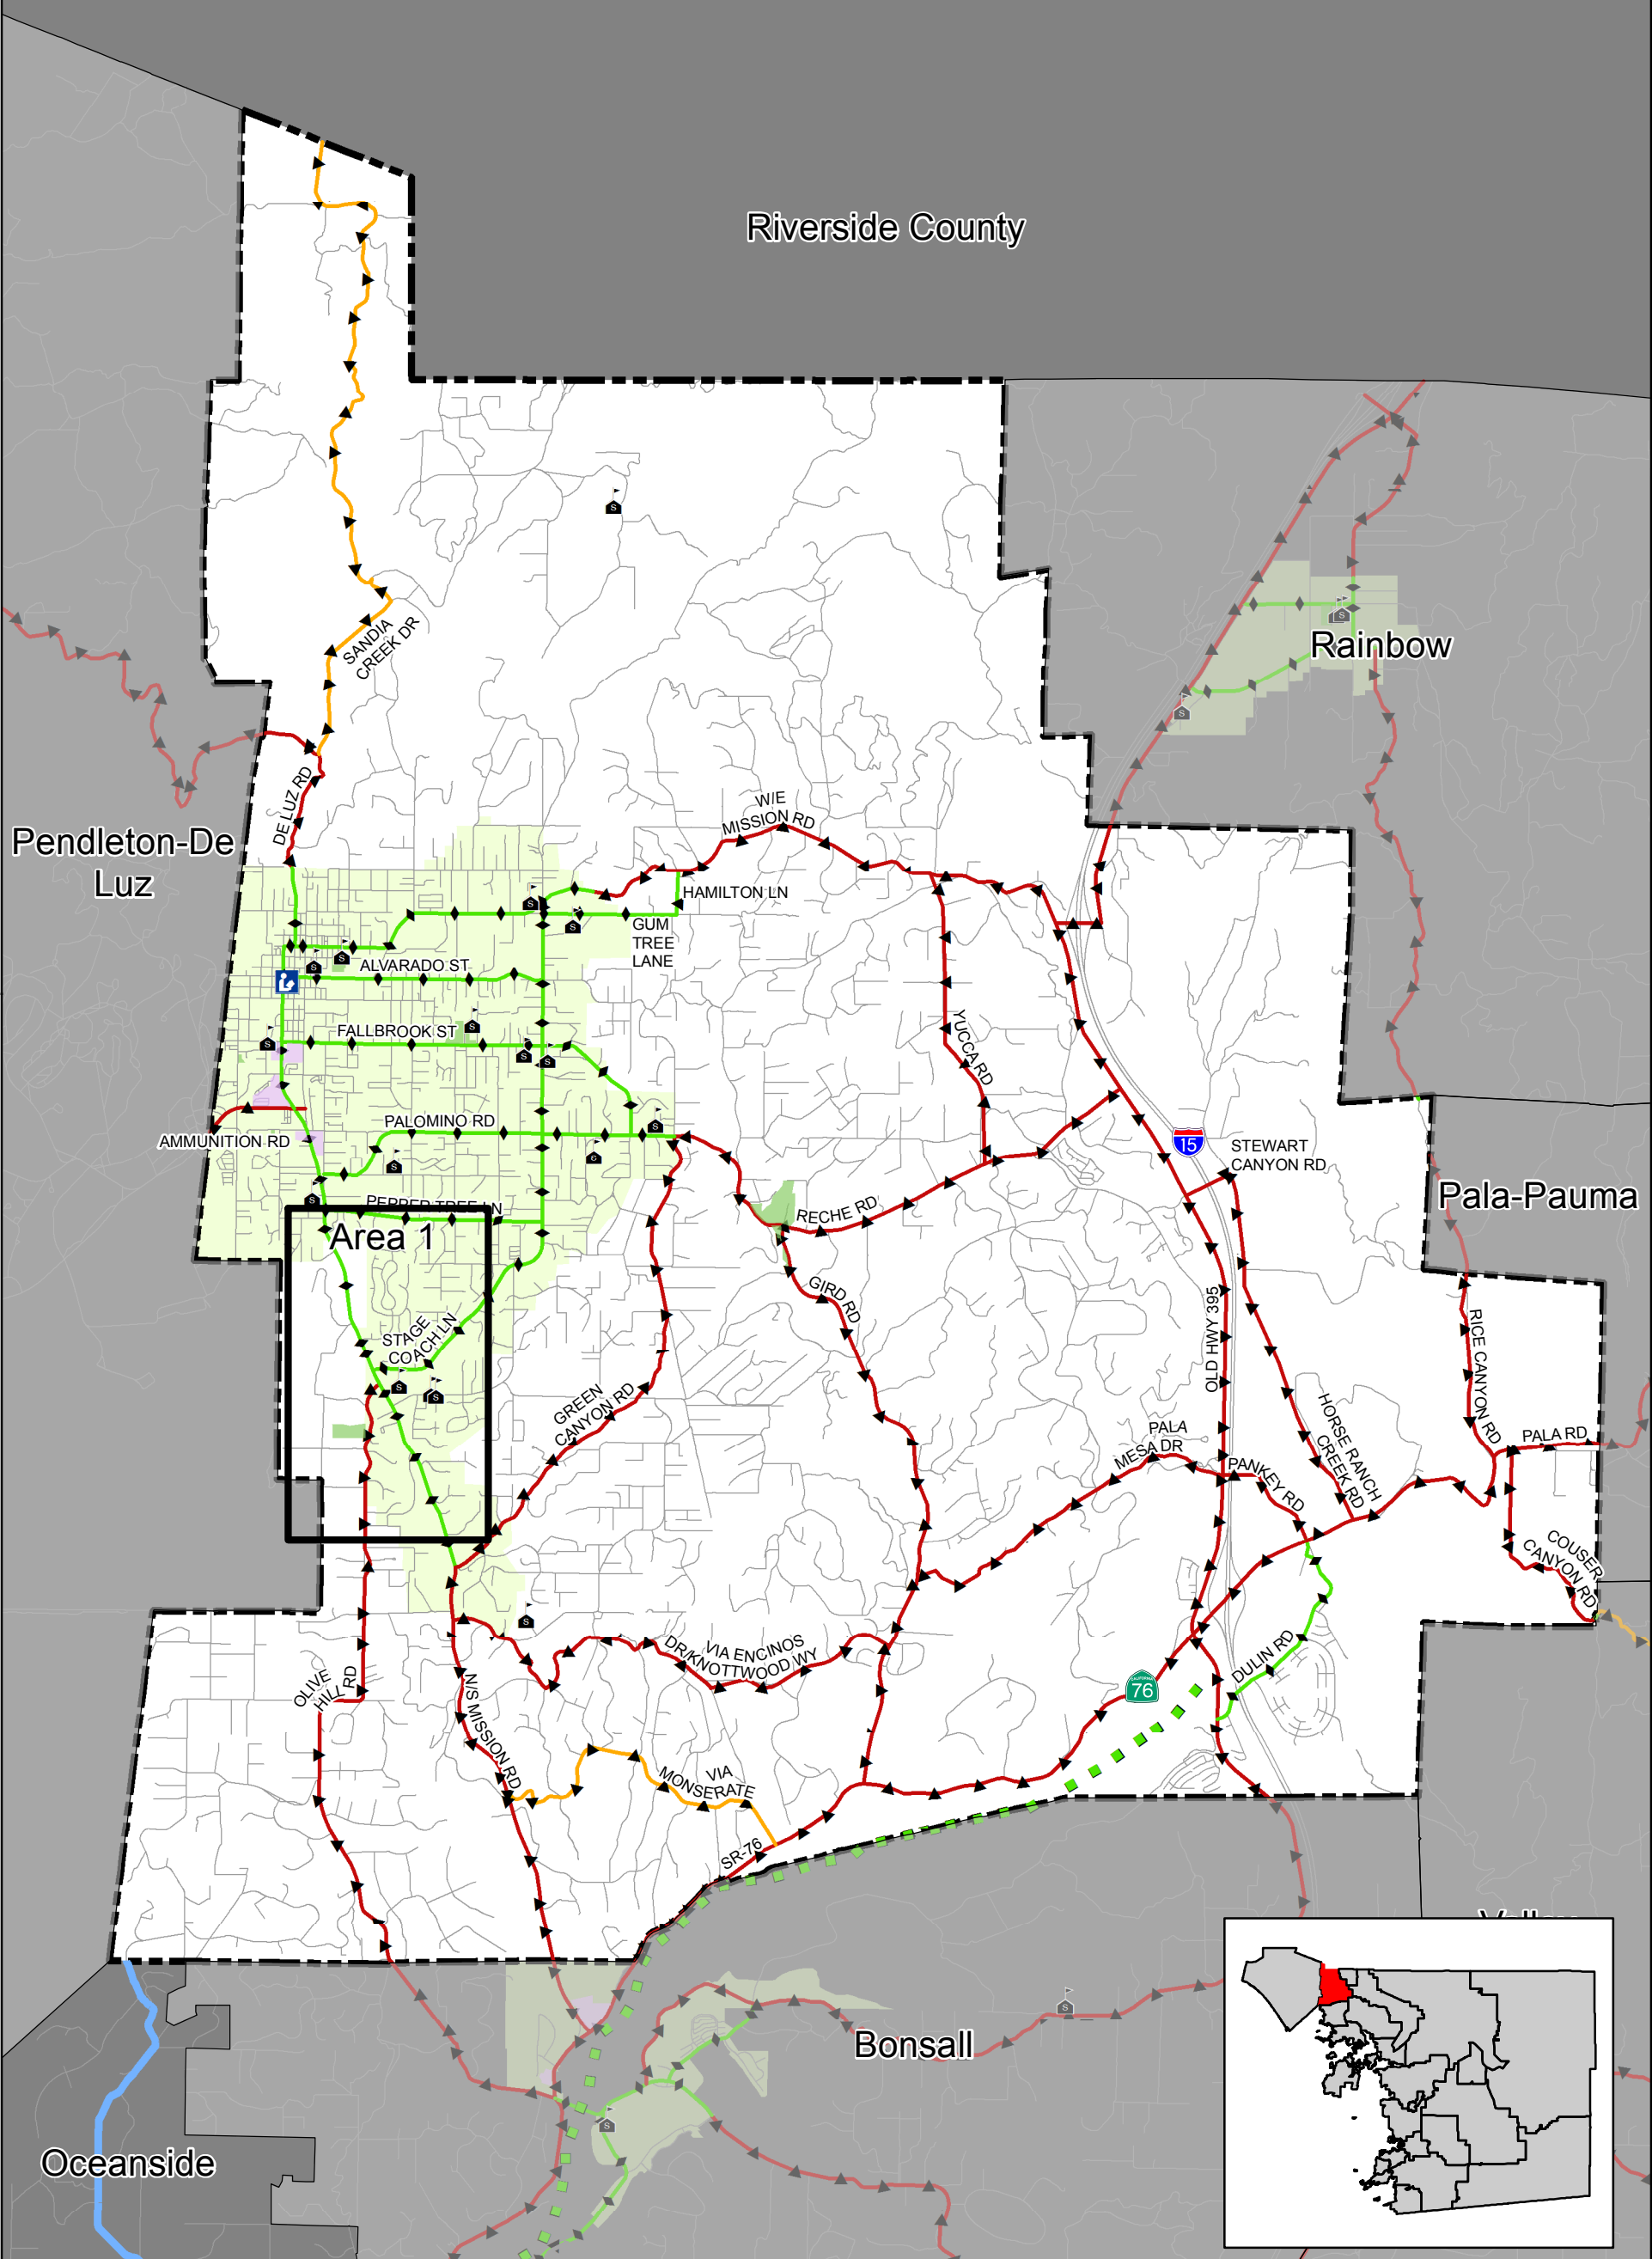 Riverside County
SANDIA
CREEK DR
Rainbow
DE LUZ RD
W/E
MISSION RD
Pendleton-De
Luz
HAMILTON LN
GUM
TREE
LANE
ALVARADO ST
FALLBROOK ST
YUCCA RD
PALOMINO RD
AMMUNITION RD
15
STEWART
CANYON RD
Pala-Pauma
PEPPER TREE LN
RECHE RD
Area 1
GIRD RD
OLD HWY 395
STAGE
COACH LN
RICE CANYON RD
GREEN
CANYON RD
HORSE RANCH
CREEK RD
PALA
MESA DR
PALA RD
PANKEY RD
COUSER
CANYON RD
VIA ENCINOS
DR/KNOTTWOOD WY
DULIN RD
OLIVE
HILL RD
N/S MISSION RD
CALIFORNIA
76
VIA
MONSERATE
SR-76
Bonsall
Oceanside